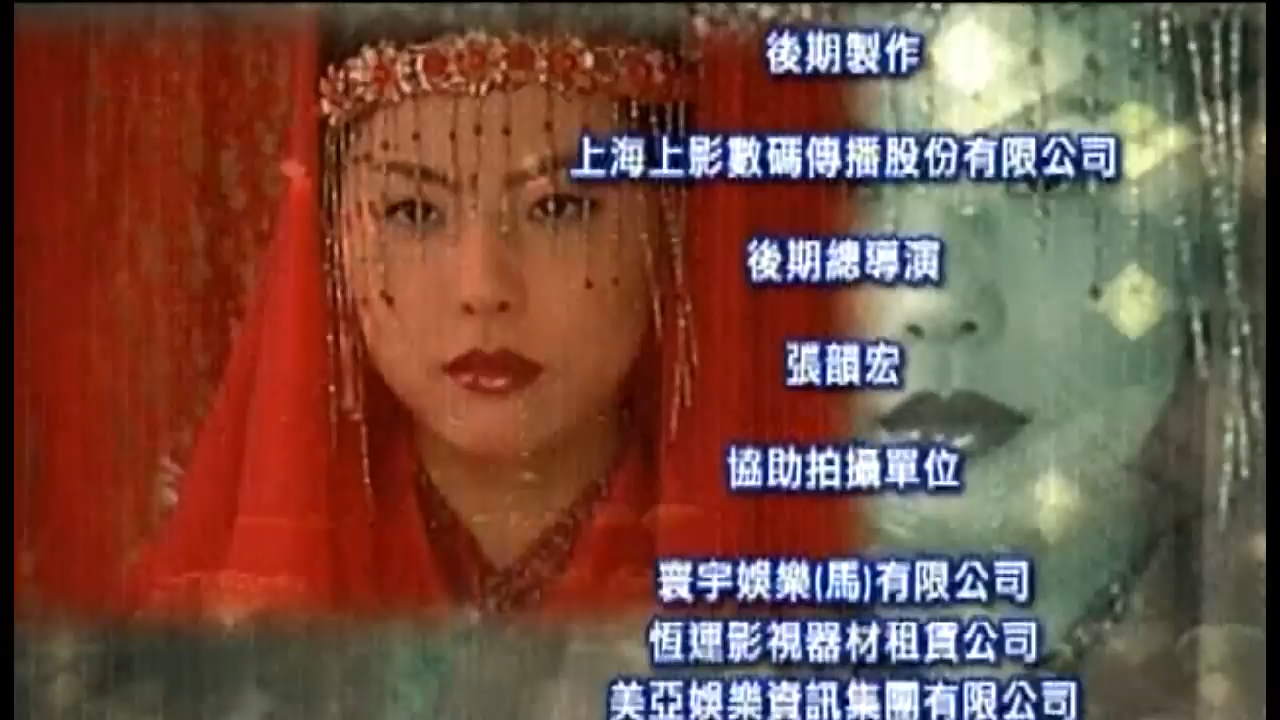 後期製作
上海上影數碼傳播股份有限公司
後期總導演
張韻宏
協助拍攝單位
寰宇娛樂(馬)有限公司
恆運影視器材租賃公司
美亞娛樂資訊集團有限公司